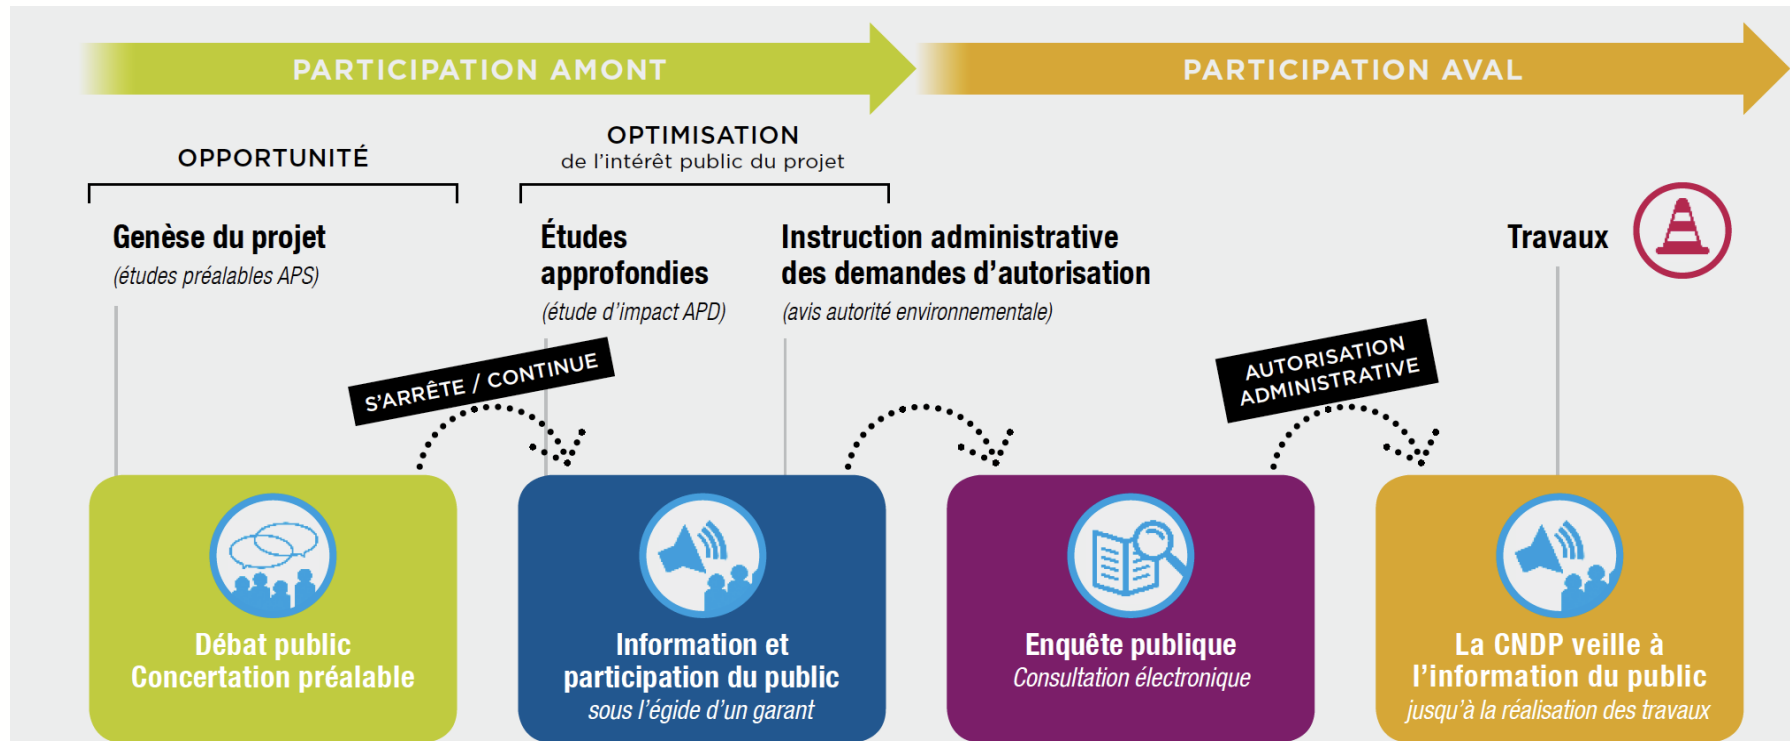 PARTICIPATION AMONT
PARTICIPATION AVAL
OPPORTUNITÉ
OPTIMISATION
de l'intérêt public du projet
Genèse du projet
(études préalables APS)
Études
approfondies
(étude d'impact APD)
Instruction administrative
des demandes d'autorisation
(avis autorité environnementale)
Travaux
S'ARRÊTE / CONTINUE
AUTORISATION
ADMINISTRATIVE
Débat public
Concertation préalable
Information et
participation du public
sous l'égide d'un garant
Enquête publique
Consultation électronique
La CNDP veille à
l'information du public
jusqu'à la réalisation des travaux